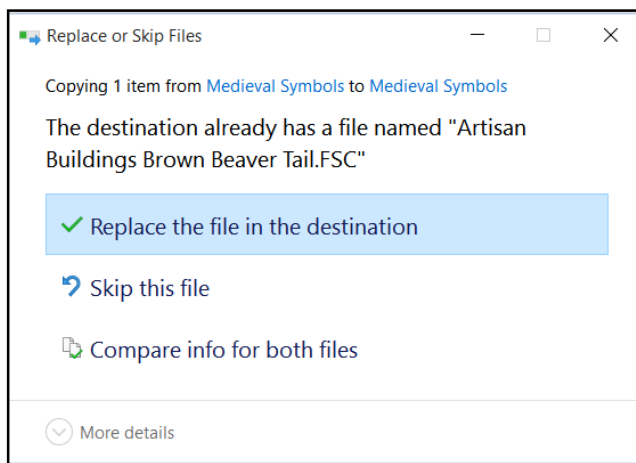 Replace or Skip Files
Copying 1 item from Medieval Symbols to Medieval Symbols
The destination already has a file named "Artisan
Buildings Brown Beaver Tail.FSC"
Replace the file in the destination
Skip this file
Compare info for both files
More details